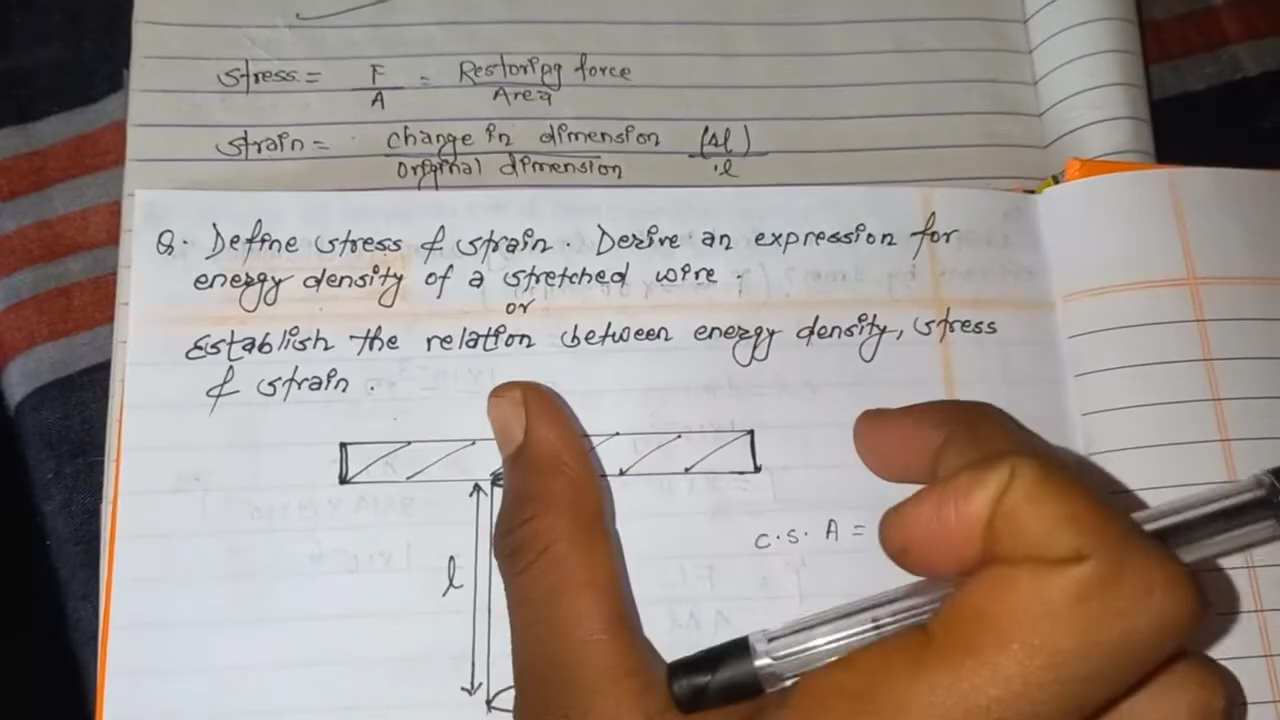 stress = F/A = Restoring force/Area
strain = change in dimension/original dimension (Δl)/l
Q. Define stress & strain. Derive an expression for
energy density of a stretched wire.
or
Establish the relation between energy density, stress
& strain.
c.s. A =
l